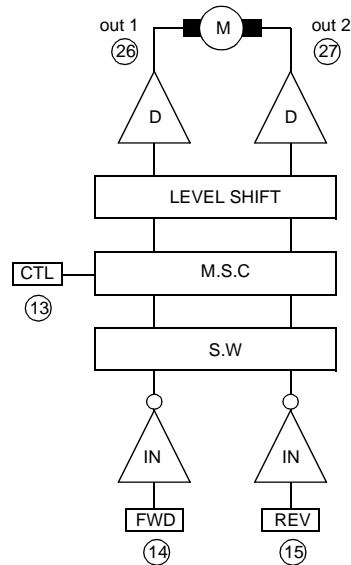 out 1 M out 2
26 27
D D
LEVEL SHIFT
CTL M.S.C
13
S.W
IN IN
FWD REV
14 15